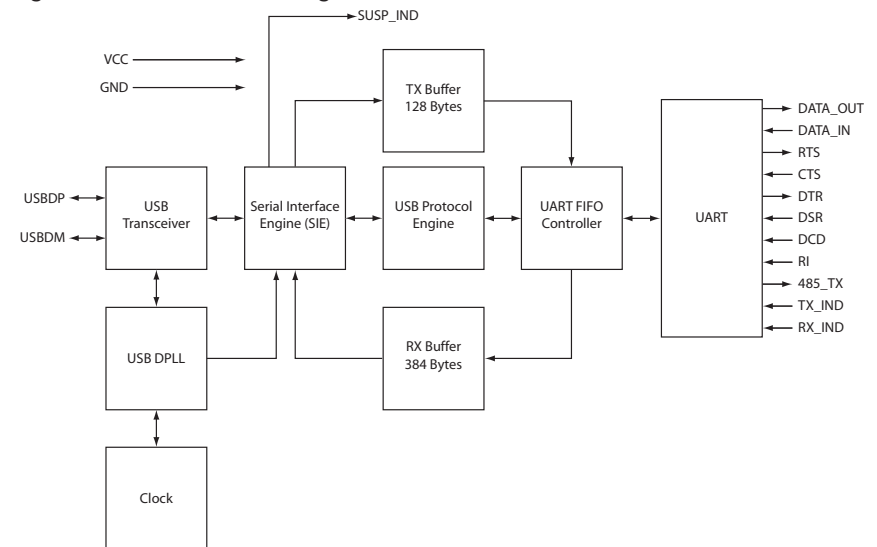 SUSP_IND
VCC
GND
TX Buffer
128 Bytes
DATA_OUT
DATA_IN
RTS
CTS
DTR
DSR
DCD
RI
485_TX
TX_IND
RX_IND
USBDP
USBDM
USB
Transceiver
Serial Interface
Engine (SIE)
USB Protocol
Engine
UART FIFO
Controller
UART
USB DPLL
RX Buffer
384 Bytes
Clock